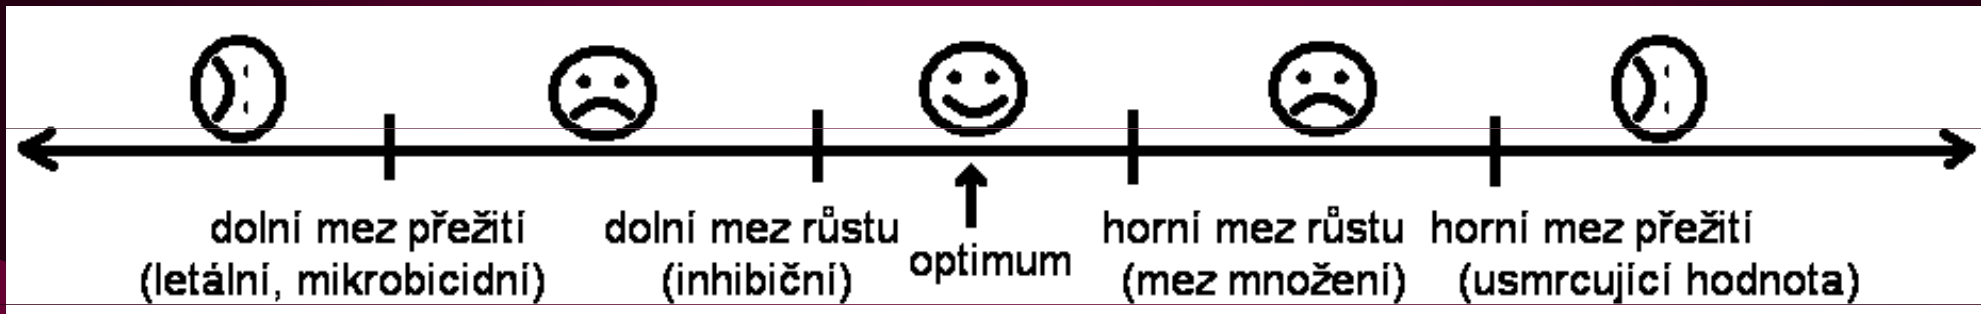 dolní mez přežití
(letální, mikrobicidní)
dolní mez růstu
(inhibiční)
optimum
horní mez růstu
(mez množení)
horní mez přežití
(usmrcující hodnota)